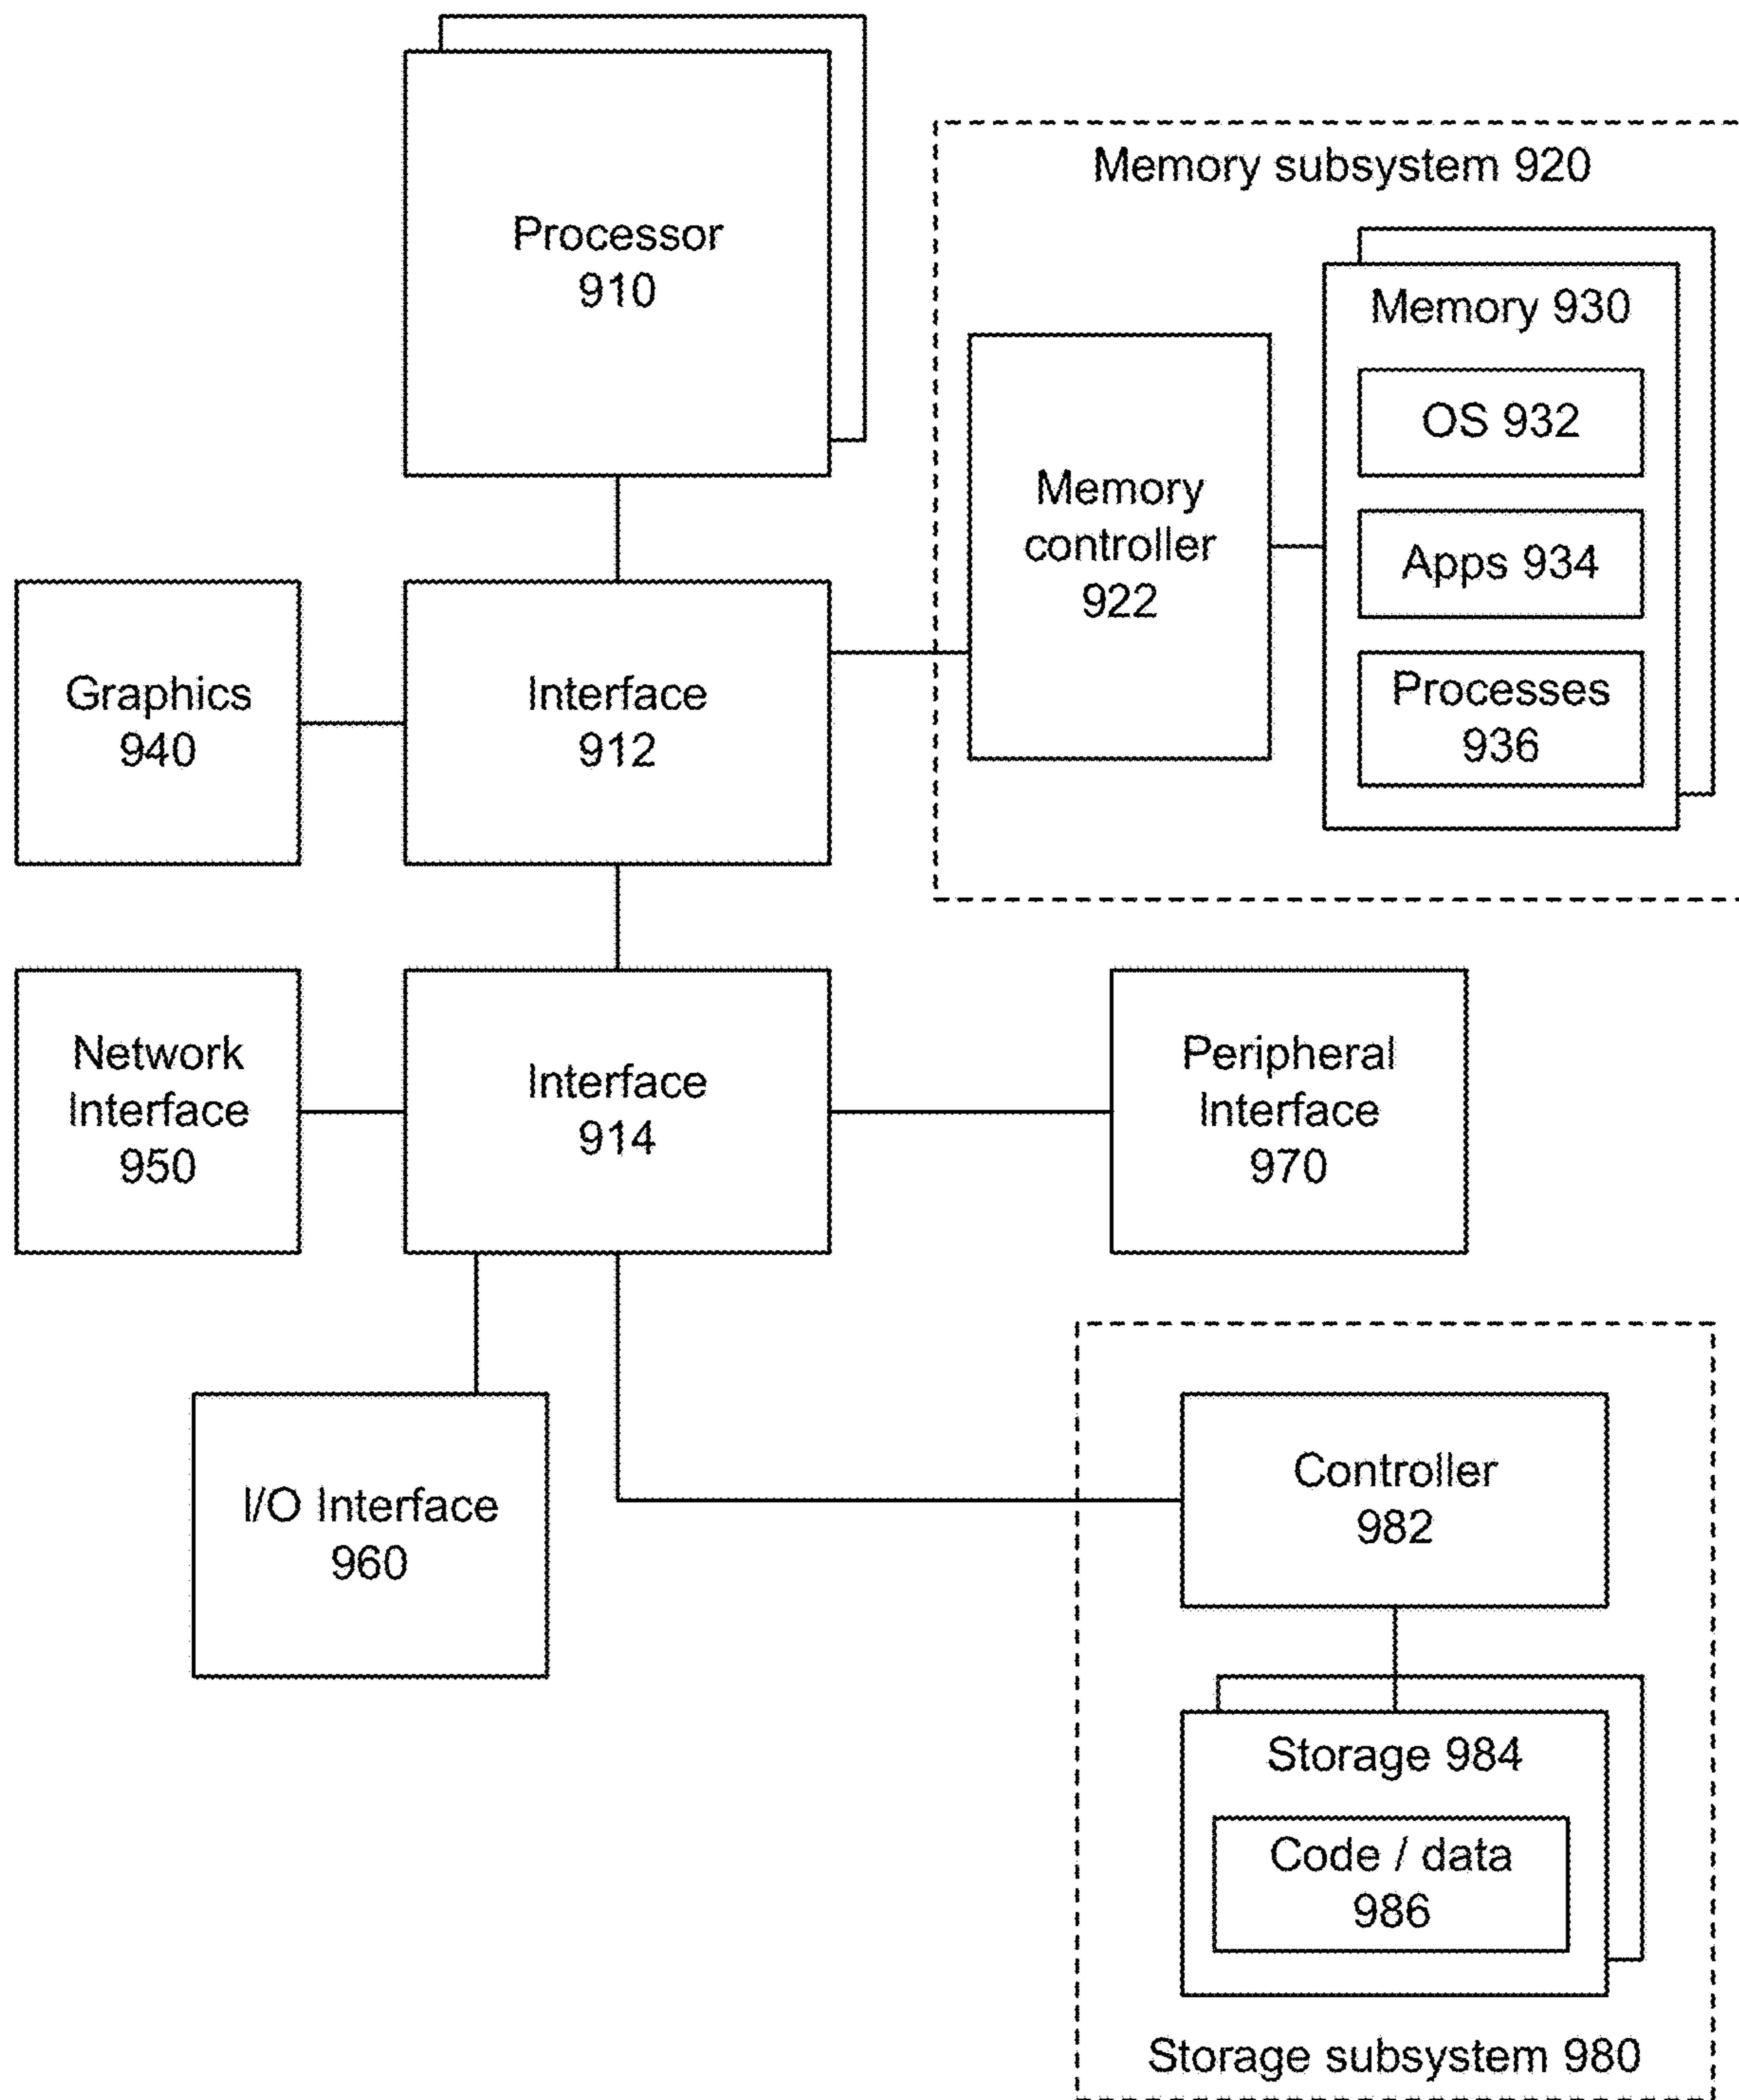 Processor
910
Memory subsystem 920
Memory 930
OS 932
Apps 934
Processes
936
Memory
controller
922
Graphics
940
Interface
912
Network
Interface
950
Interface
914
Peripheral
Interface
970
I/O Interface
960
Controller
982
Storage 984
Code / data
986
Storage subsystem 980